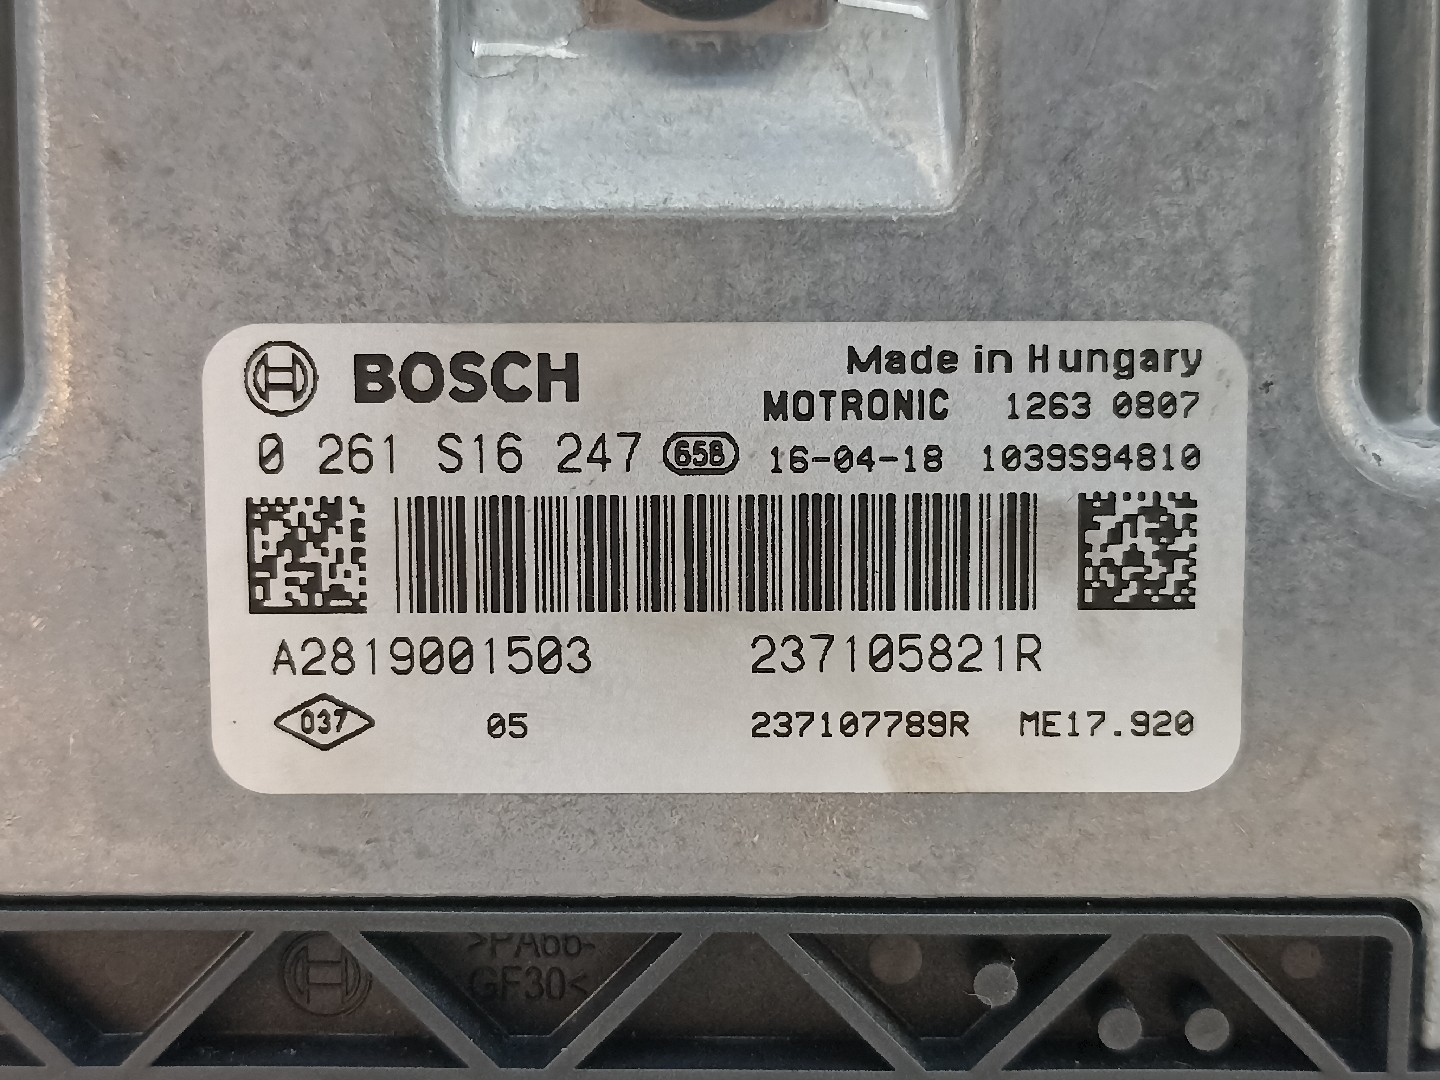 BOSCH
Made in Hungary
MOTRONIC 1263 0807
0 261 S16 247 65B 16-04-18 1039S94810
A2819001503 237105821R
037 05 237107789R ME17.920
>PA66-
GF30<